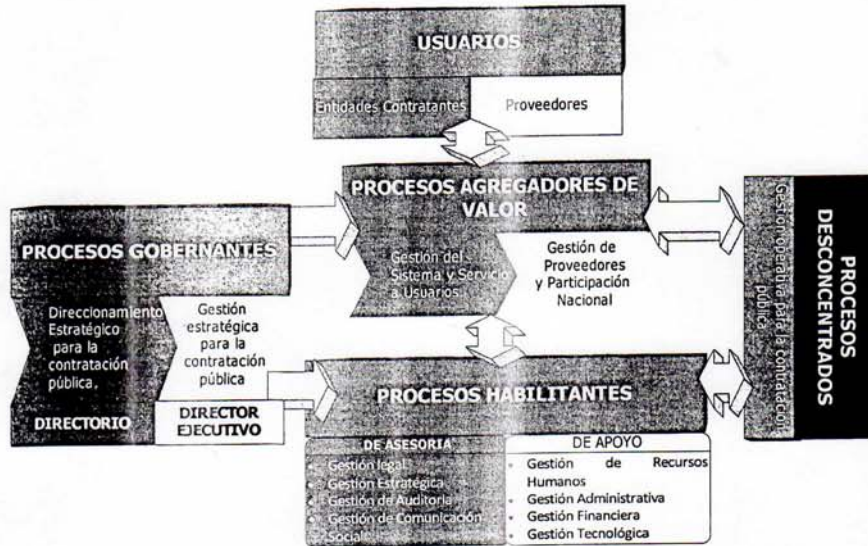 USUARIOS
Entidades Contratantes
Proveedores
PROCESOS AGREGADORES DE
VALOR
Gestión del
Sistema y Servicio
a Usuarios.
Gestión de
Proveedores
y Participación
Nacional
PROCESOS GOBERNANTES
Direccionamiento
Estratégico
para la
contratación
pública.
DIRECTORIO
Gestión
estratégica
para la
contratación
pública
DIRECTOR
EJECUTIVO
PROCESOS HABILITANTES
DE ASESORIA
• Gestión legal
• Gestión Estratégica
• Gestión de Auditoria
• Gestión de Comunicación
Social
DE APOYO
• Gestión de Recursos
Humanos
• Gestión Administrativa
• Gestión Financiera
• Gestión Tecnológica
PROCESOS
DESCONCENTRADOS
Gestión operativa para la contratación
pública